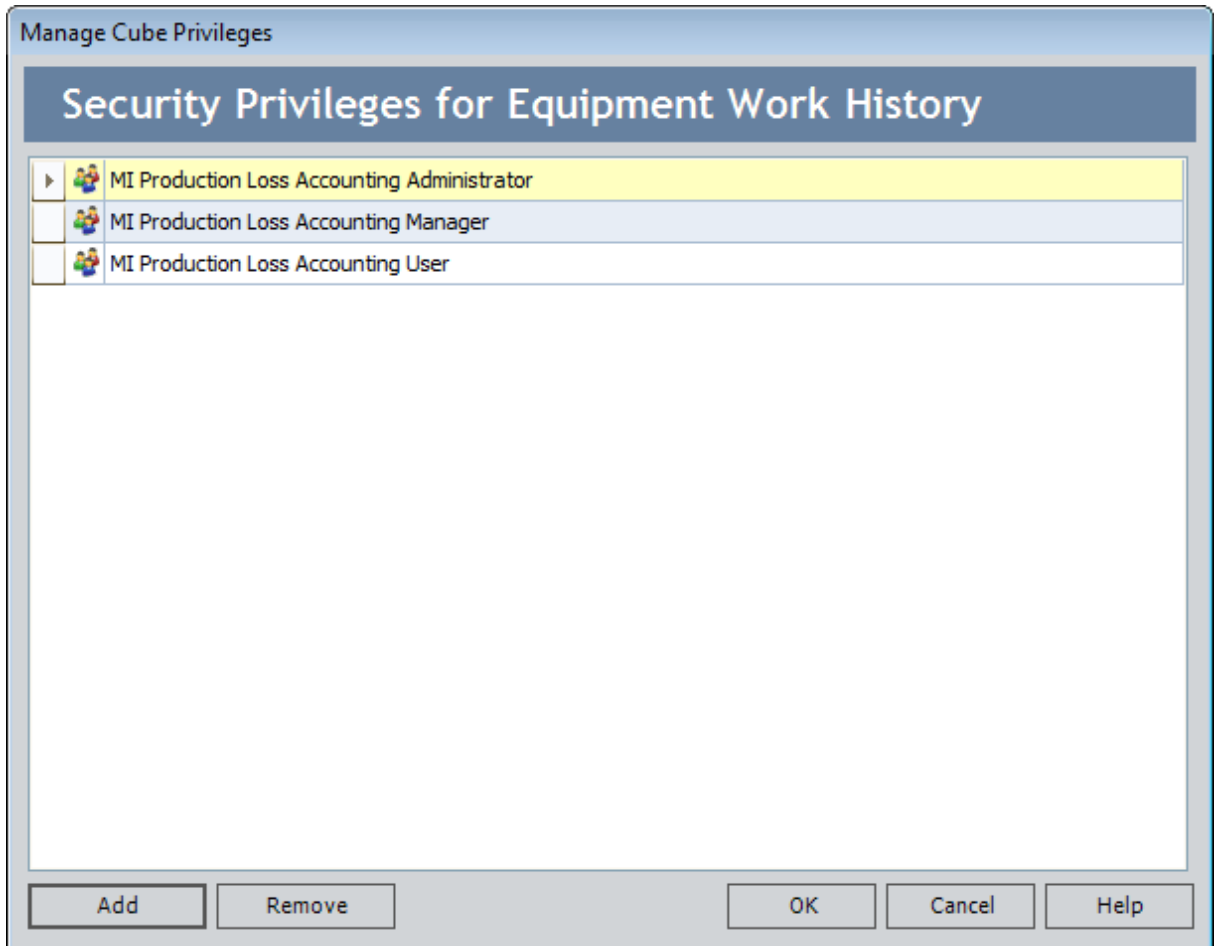 Manage Cube Privileges
Security Privileges for Equipment Work History
MI Production Loss Accounting Administrator
MI Production Loss Accounting Manager
MI Production Loss Accounting User
Add Remove OK Cancel Help